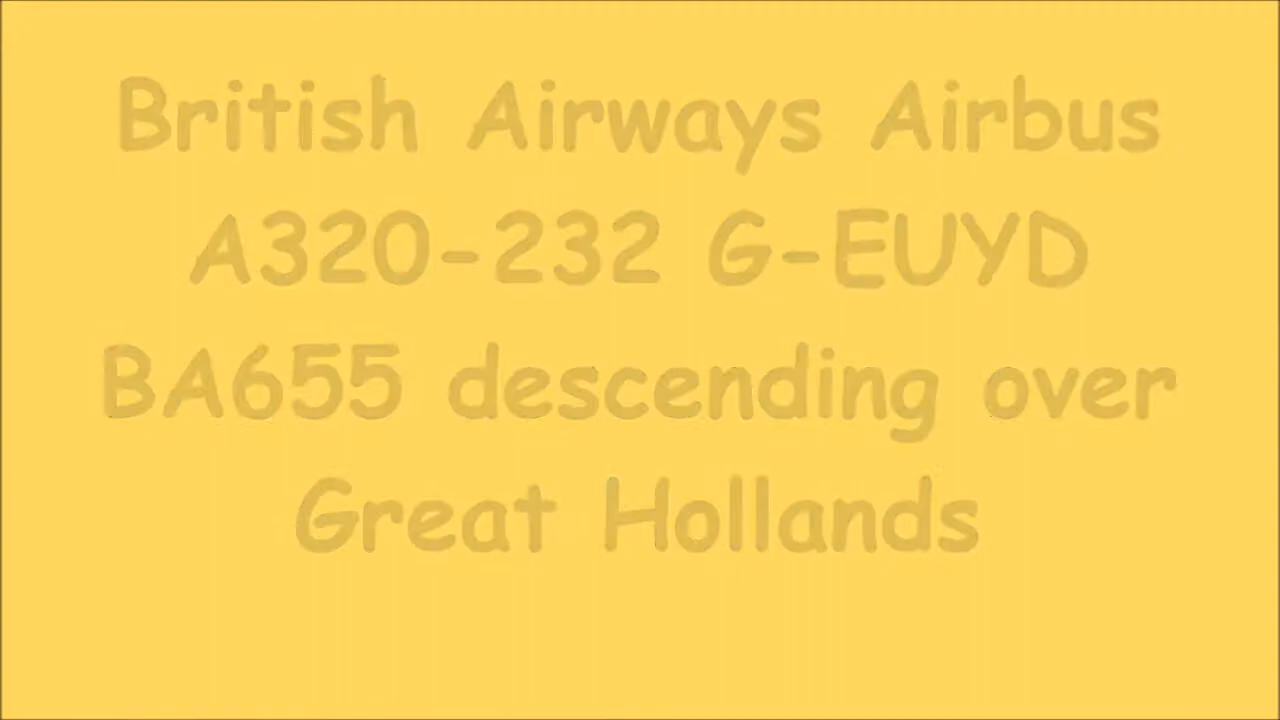 British Airways Airbus
A320-232 G-EUYD
BA655 descending over
Great Hollands